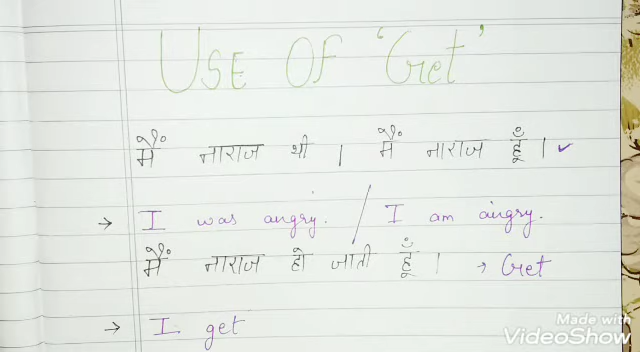 USE OF 'Get'
मैं नाराज थी । मैं नाराज हूँ । ✓
→ I was angry. / I am angry.
मैं नाराज हो जाती हूँ । → Get
→ I get
Made with
VideoShow